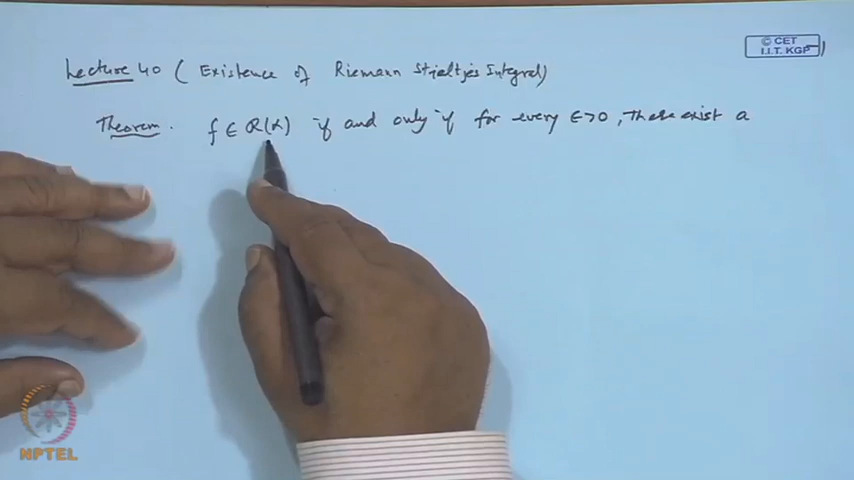 © CET
I.I.T. KGP
Lecture 40 ( Existence of Riemann Stieltjes Integral)
Theorem. f ∈ R(α) if and only if for every ε>0, There exist a
NPTEL